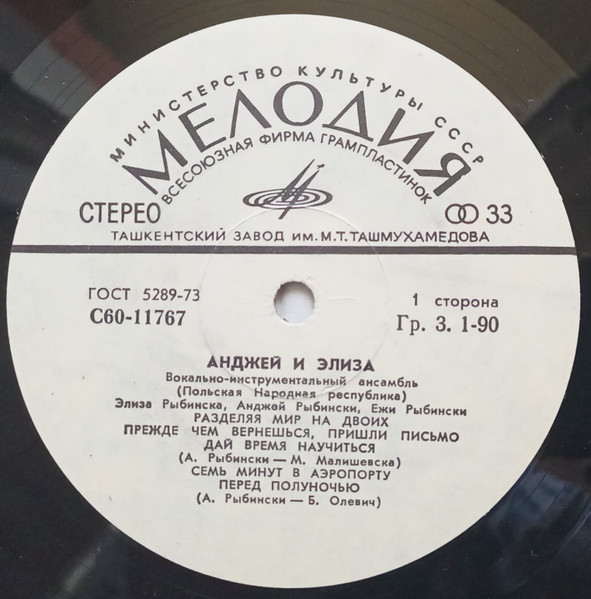 МИНИСТЕРСТВО КУЛЬТУРЫ СССР
МЕЛОДИЯ
ВСЕСОЮЗНАЯ ФИРМА ГРАМПЛАСТИНОК
СТЕРЕО 33
ТАШКЕНТСКИЙ ЗАВОД ИМ. М.Т. ТАШМУХАМЕДОВА
ГОСТ 5289-73 1 сторона
С60-11767 Гр. 3. 1-90
АНДЖЕЙ И ЭЛИЗА
Вокально-инструментальный ансамбль
(Польская Народная республика)
Элиза Рыбинска, Анджей Рыбински, Ежи Рыбински
РАЗДЕЛЯЯ МИР НА ДВОИХ
ПРЕЖДЕ ЧЕМ ВЕРНЕШЬСЯ, ПРИШЛИ ПИСЬМО
ДАЙ ВРЕМЯ НАУЧИТЬСЯ
(А. Рыбински — М. Малишевска)
СЕМЬ МИНУТ В АЭРОПОРТУ
ПЕРЕД ПОЛУНОЧЬЮ
(А. Рыбински — Б. Олевич)